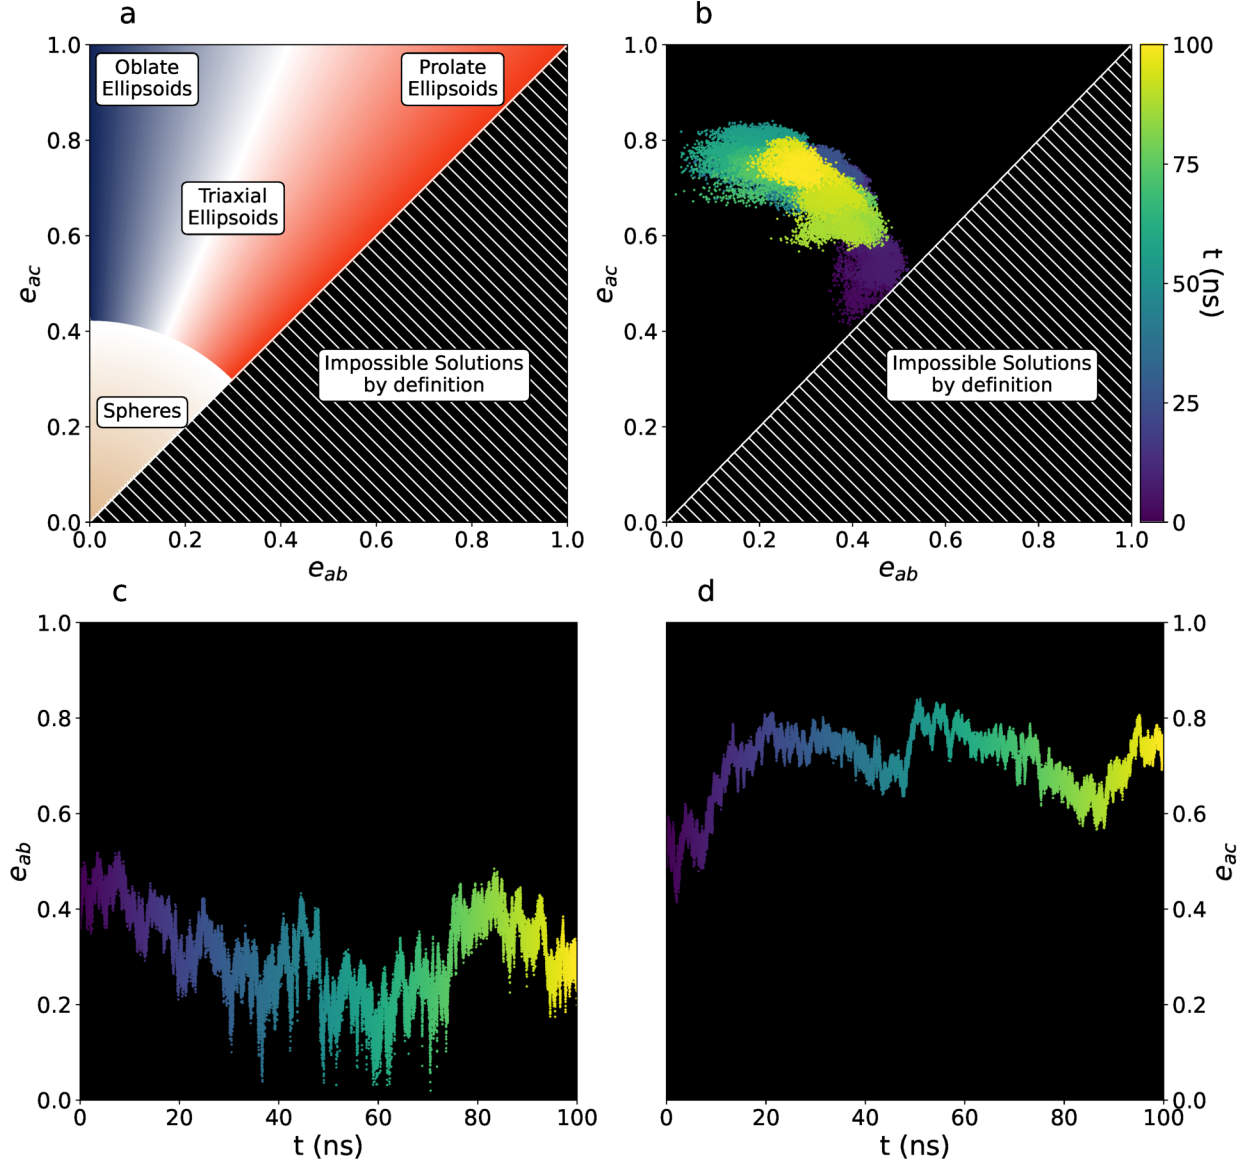 a
1.0
0.8
0.6
0.4
0.2
0.0
e_ac
Oblate
Ellipsoids
Prolate
Ellipsoids
Triaxial
Ellipsoids
Spheres
Impossible Solutions
by definition
0.0 0.2 0.4 0.6 0.8 1.0
e_ab
b
1.0
0.8
0.6
0.4
0.2
0.0
e_ac
Impossible Solutions
by definition
0.0 0.2 0.4 0.6 0.8 1.0
e_ab
100
75
50
25
0
t (ns)
c
1.0
0.8
0.6
0.4
0.2
0.0
e_ab
0 20 40 60 80 100
t (ns)
d
1.0
0.8
0.6
0.4
0.2
0.0
e_ac
0 20 40 60 80 100
t (ns)